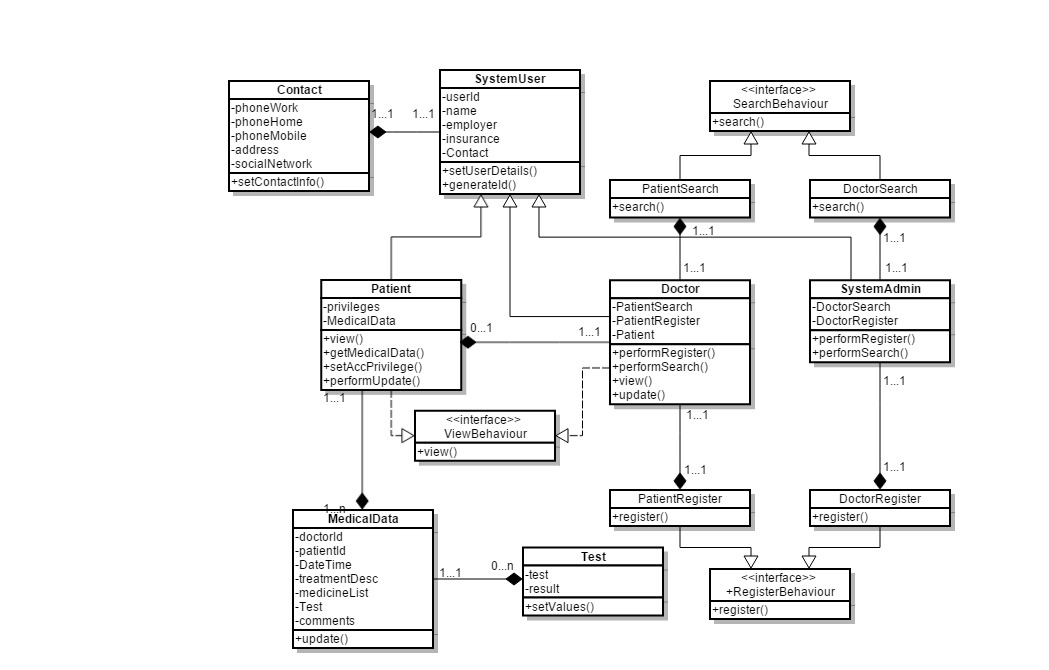 Contact
-phoneWork
-phoneHome
-phoneMobile
-address
-socialNetwork
+setContactInfo()
1...1
1...1
SystemUser
-userId
-name
-employer
-insurance
-Contact
+setUserDetails()
+generateId()
<<interface>>
SearchBehaviour
+search()
PatientSearch
+search()
DoctorSearch
+search()
1...1
1...1
1...1
1...1
Patient
-privileges
-MedicalData
+view()
+getMedicalData()
+setAccPrivilege()
+performUpdate()
0...1
1...1
Doctor
-PatientSearch
-PatientRegister
-Patient
+performRegister()
+performSearch()
+view()
+update()
SystemAdmin
-DoctorSearch
-DoctorRegister
+performRegister()
+performSearch()
1...1
1...1
1...1
<<interface>>
ViewBehaviour
+view()
1...1
1...1
PatientRegister
+register()
DoctorRegister
+register()
1...n
MedicalData
-doctorId
-patientId
-DateTime
-treatmentDesc
-medicineList
-Test
-comments
+update()
1...1
0...n
Test
-test
-result
+setValues()
<<interface>>
+RegisterBehaviour
+register()